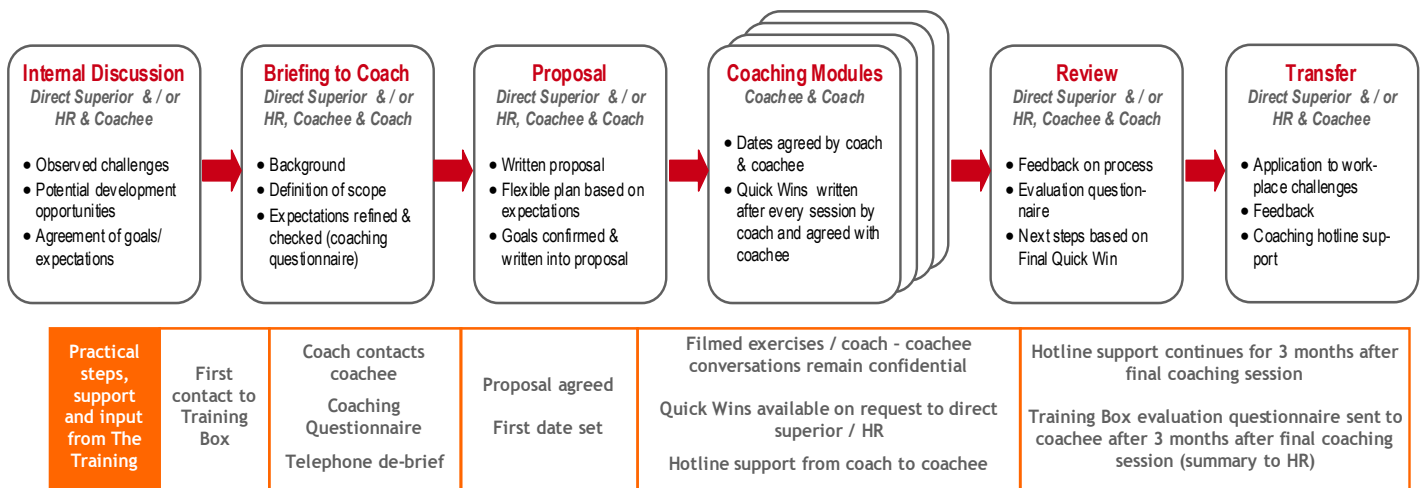 Internal Discussion
Direct Superior & / or
HR & Coachee
• Observed challenges
• Potential development
opportunities
• Agreement of goals/
expectations
Briefing to Coach
Direct Superior & / or
HR, Coachee & Coach
• Background
• Definition of scope
• Expectations refined &
checked (coaching
questionnaire)
Proposal
Direct Superior & / or
HR, Coachee & Coach
• Written proposal
• Flexible plan based on
expectations
• Goals confirmed &
written into proposal
Coaching Modules
Coachee & Coach
• Dates agreed by coach
& coachee
• Quick Wins written
after every session by
coach and agreed with
coachee
Review
Direct Superior & / or
HR, Coachee & Coach
• Feedback on process
• Evaluation question-
naire
• Next steps based on
Final Quick Win
Transfer
Direct Superior & / or
HR & Coachee
• Application to work-
place challenges
• Feedback
• Coaching hotline sup-
port
Practical
steps,
support
and input
from The
Training
First
contact to
Training
Box
Coach contacts
coachee
Coaching
Questionnaire
Telephone de-brief
Proposal agreed
First date set
Filmed exercises / coach – coachee
conversations remain confidential
Quick Wins available on request to direct
superior / HR
Hotline support from coach to coachee
Hotline support continues for 3 months after
final coaching session
Training Box evaluation questionnaire sent to
coachee after 3 months after final coaching
session (summary to HR)